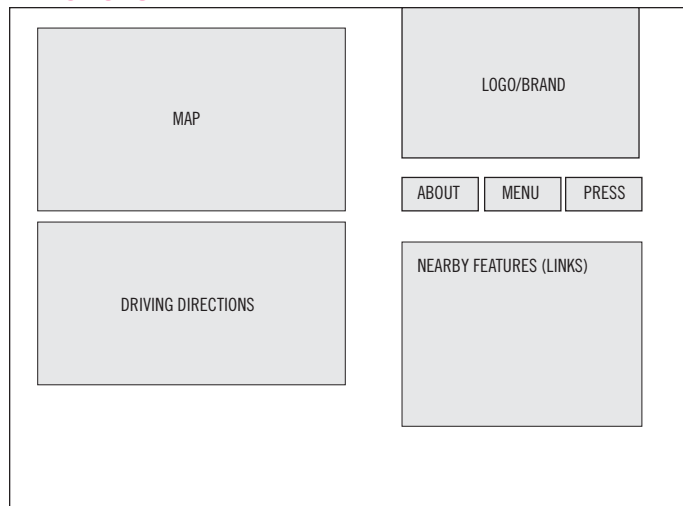 MAP
DRIVING DIRECTIONS
LOGO/BRAND
ABOUT
MENU
PRESS
NEARBY FEATURES (LINKS)